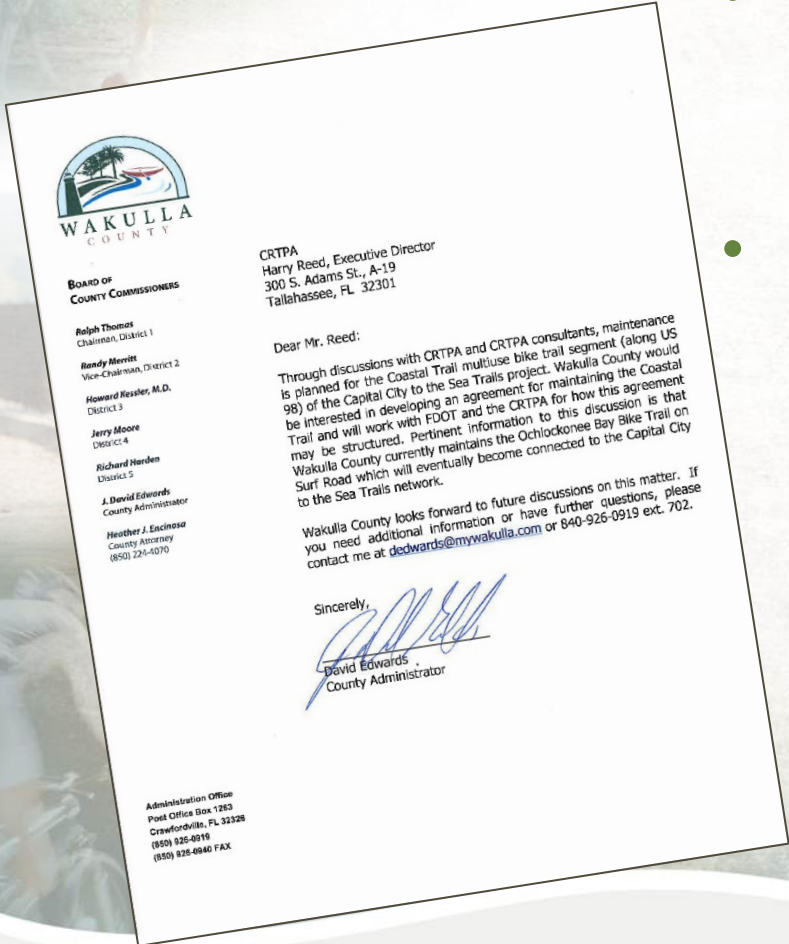 WAKULLA
COUNTY
BOARD OF
COUNTY COMMISSIONERS
Ralph Thomas
Chairman, District 1
Randy Merritt
Vice-Chairman, District 2
Howard Kessler, M.D.
District 3
Jerry Moore
District 4
Richard Harden
District 5
J. David Edwards
County Administrator
Heather J. Encinosa
County Attorney
(850) 224-4070
CRTPA
Harry Reed, Executive Director
300 S. Adams St., A-19
Tallahassee, FL 32301
Dear Mr. Reed:
Through discussions with CRTPA and CRTPA consultants, maintenance
is planned for the Coastal Trail multiuse bike trail segment (along US
98) of the Capital City to the Sea Trails project. Wakulla County would
be interested in developing an agreement for maintaining the Coastal
Trail and will work with FDOT and the CRTPA for how this agreement
may be structured. Pertinent information to this discussion is that
Wakulla County currently maintains the Ochlockonee Bay Bike Trail on
Surf Road which will eventually become connected to the Capital City
to the Sea Trails network.
Wakulla County looks forward to future discussions on this matter. If
you need additional information or have further questions, please
contact me at dedwards@mywakulla.com or 840-926-0919 ext. 702.
Sincerely,
David Edwards
County Administrator
Administration Office
Post Office Box 1263
Crawfordville, FL 32326
(850) 926-0919
(850) 926-0940 FAX